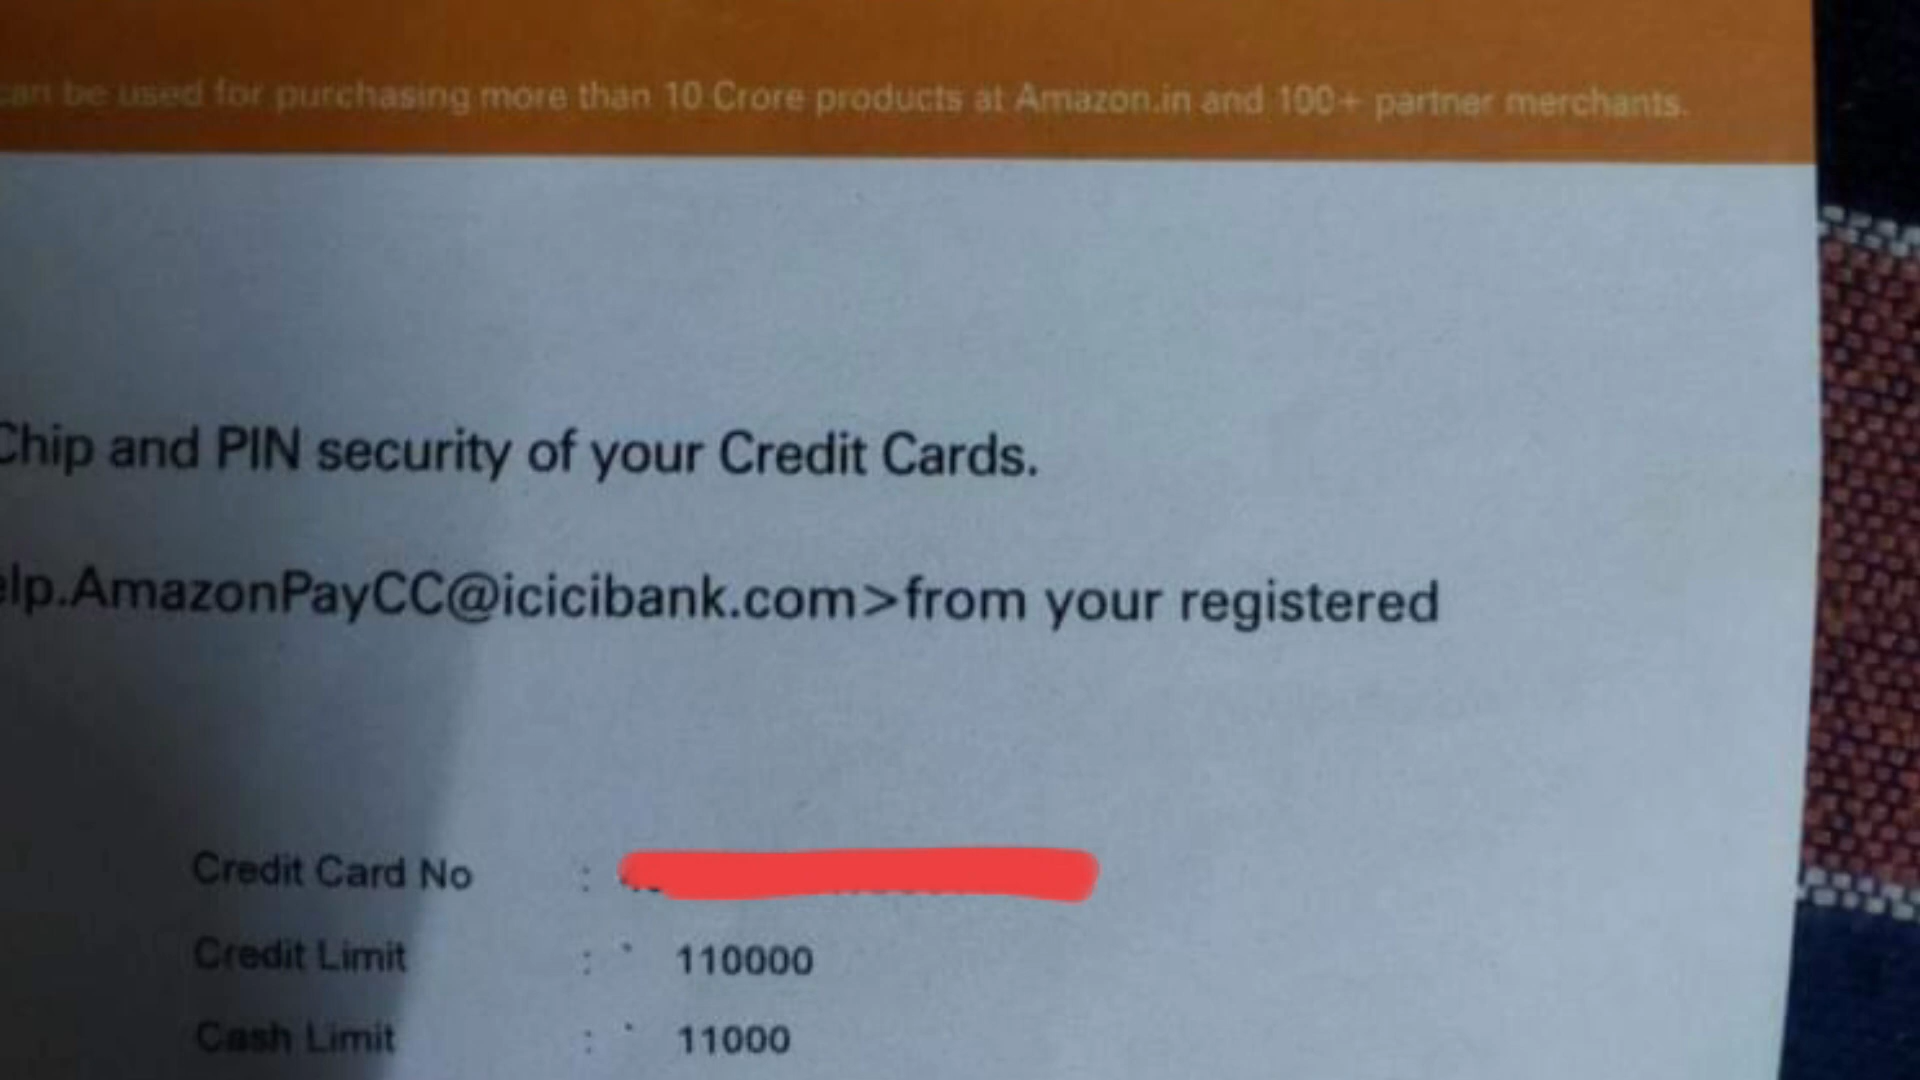 can be used for purchasing more than 10 Crore products at Amazon.in and 100+ partner merchants.
Chip and PIN security of your Credit Cards.
elp.AmazonPayCC@icicibank.com>from your registered
Credit Card No :
Credit Limit : ` 110000
Cash Limit : ` 11000